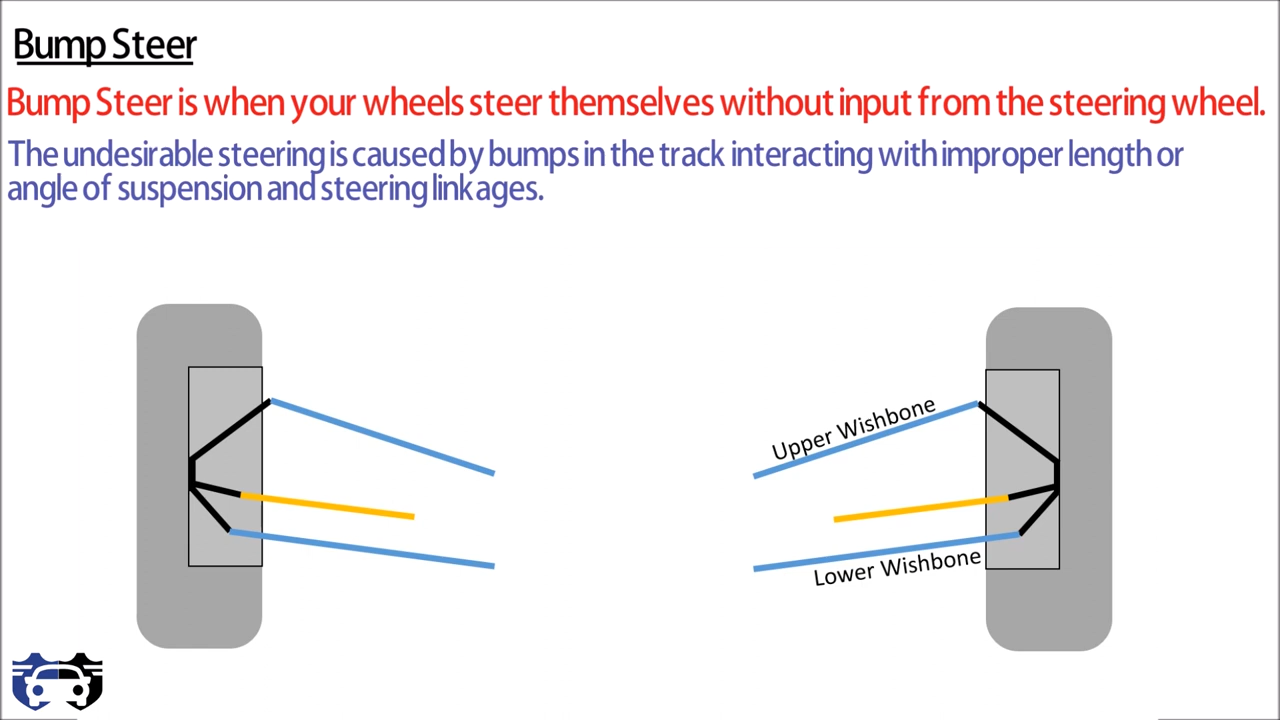 Bump Steer
Bump Steer is when your wheels steer themselves without input from the steering wheel.
The undesirable steering is caused by bumps in the track interacting with improper length or
angle of suspension and steering linkages.
Upper Wishbone
Lower Wishbone